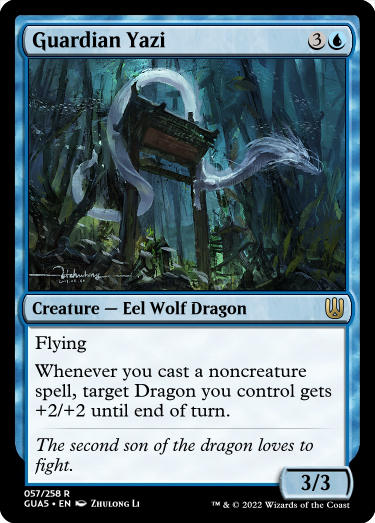 Guardian Yazi 3
Creature — Eel Wolf Dragon
Flying
Whenever you cast a noncreature
spell, target Dragon you control gets
+2/+2 until end of turn.
The second son of the dragon loves to
fight.
3/3
057/258 R
GUA5 • EN Zhulong Li
™ & © 2022 Wizards of the Coast